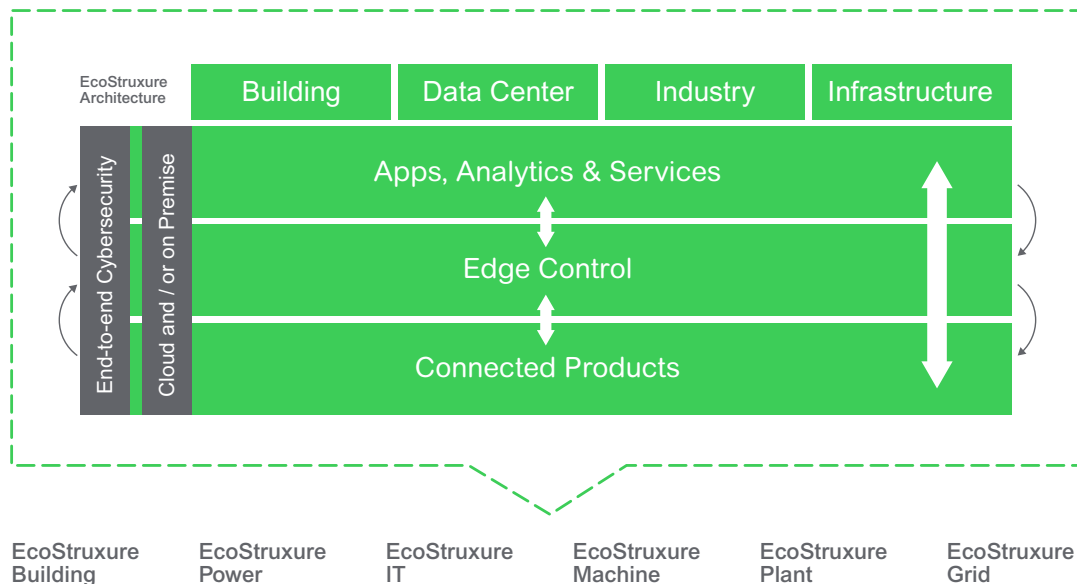 EcoStruxure
Architecture
Building
Data Center
Industry
Infrastructure
End-to-end Cybersecurity
Cloud and / or on Premise
Apps, Analytics & Services
Edge Control
Connected Products
EcoStruxure
Building
EcoStruxure
Power
EcoStruxure
IT
EcoStruxure
Machine
EcoStruxure
Plant
EcoStruxure
Grid